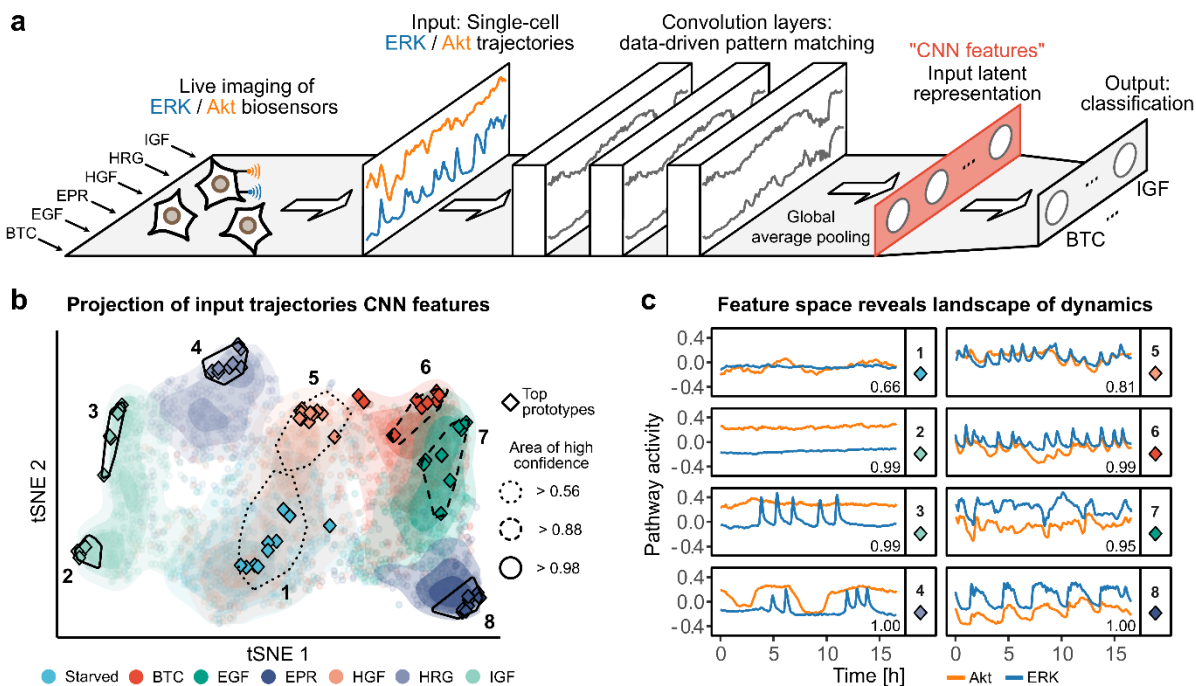 a
Live imaging of
ERK / Akt biosensors
Input: Single-cell
ERK / Akt trajectories
Convolution layers:
data-driven pattern matching
"CNN features"
Input latent
representation
Output:
classification
IGF
HRG
HGF
EPR
EGF
BTC
Global
average pooling
...
...
IGF
...
BTC
b Projection of input trajectories CNN features
4
5
6
3
7
2
1
8
Top
prototypes
Area of high
confidence
> 0.56
> 0.88
> 0.98
tSNE 2
tSNE 1
Starved BTC EGF EPR HGF HRG IGF
c Feature space reveals landscape of dynamics
Pathway activity
0.4
0.0
-0.4
0.66
1
0.81
5
0.4
0.0
-0.4
0.99
2
0.99
6
0.4
0.0
-0.4
0.99
3
0.95
7
0.4
0.0
-0.4
1.00
4
1.00
8
0 5 10 15 0 5 10 15
Time [h]
Akt ERK